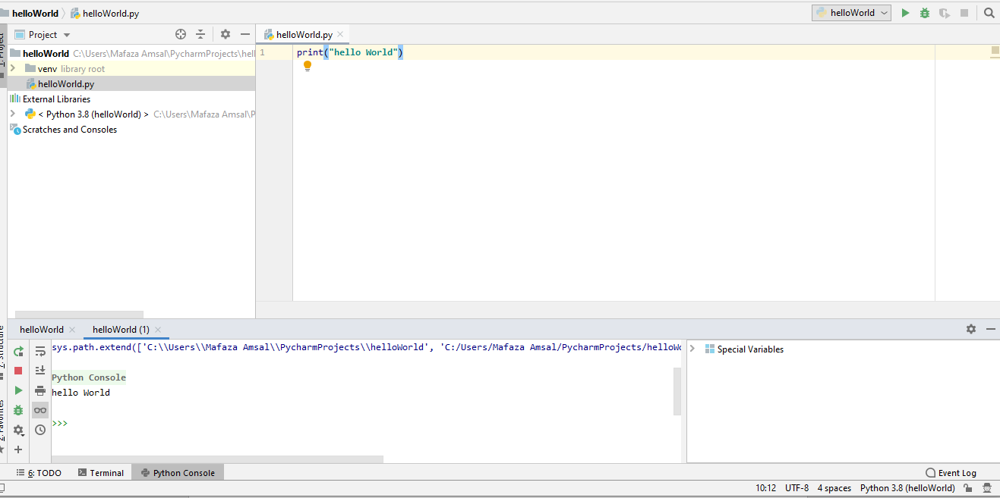 helloWorld helloWorld.py helloWorld
Project helloWorld.py
helloWorld C:\Users\Mafaza Amsal\PycharmProjects\hell
1 print("hello World")
venv library root
helloWorld.py
External Libraries
< Python 3.8 (helloWorld) > C:\Users\Mafaza Amsal\P
Scratches and Consoles
helloWorld helloWorld (1)
sys.path.extend(['C:\\Users\\Mafaza Amsal\\PycharmProjects\\helloWorld', 'C:/Users/Mafaza Amsal/PycharmProjects/helloWo
Special Variables
Python Console
hello World
>>>
6: TODO Terminal Python Console Event Log
10:12 UTF-8 4 spaces Python 3.8 (helloWorld)